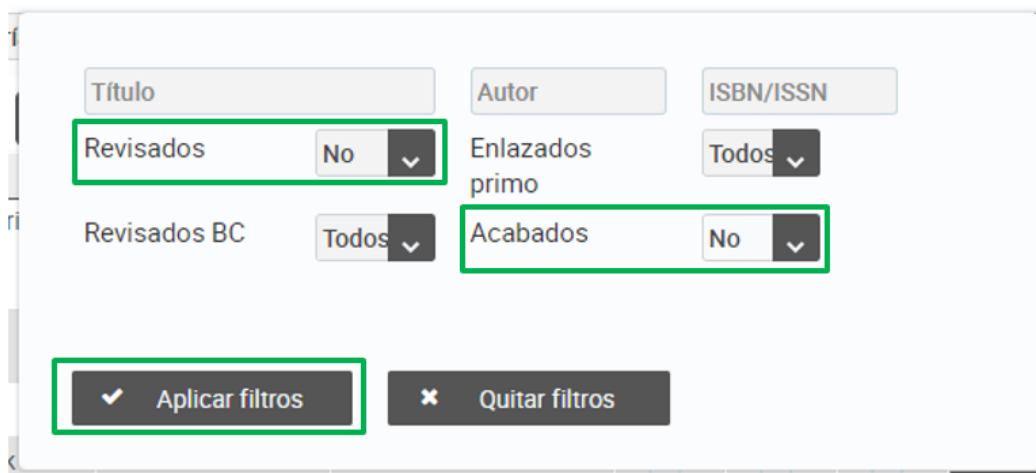 Título Autor ISBN/ISSN
Revisados No Enlazados primo Todos
Revisados BC Todos Acabados No
Aplicar filtros Quitar filtros